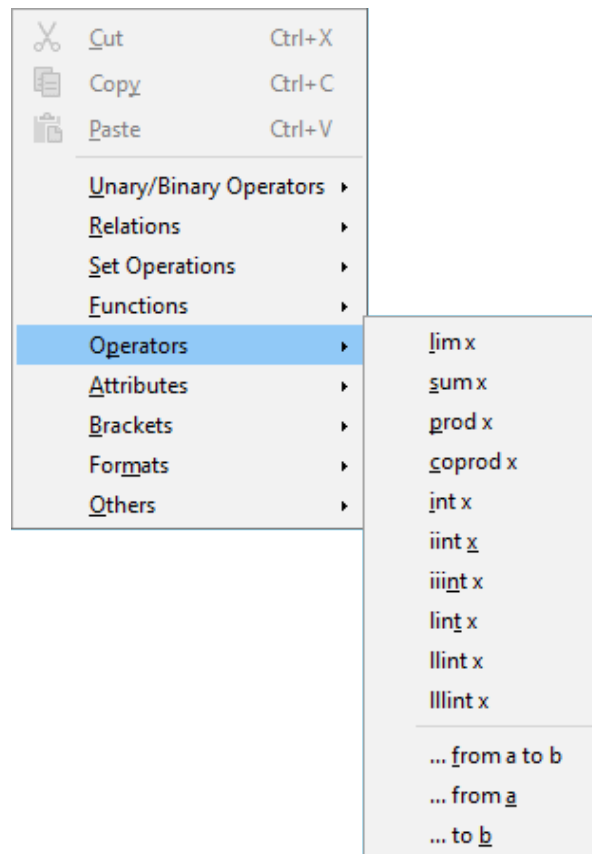 Cut Ctrl+X
Copy Ctrl+C
Paste Ctrl+V
Unary/Binary Operators
Relations
Set Operations
Functions
Operators
Attributes
Brackets
Formats
Others
lim x
sum x
prod x
coprod x
int x
iint x
iiint x
lint x
llint x
lllint x
... from a to b
... from a
... to b